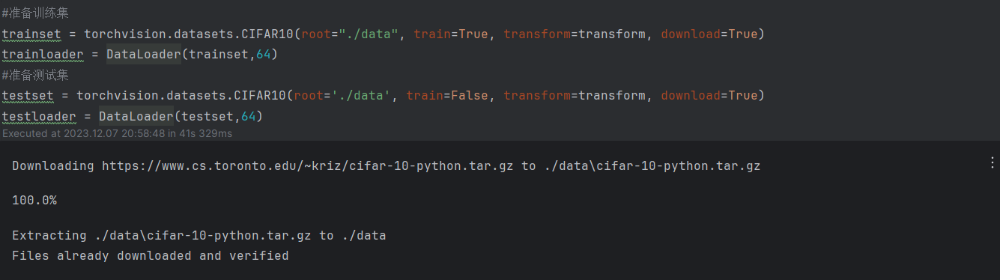 #准备训练集
trainset = torchvision.datasets.CIFAR10(root="./data", train=True, transform=transform, download=True)
trainloader = DataLoader(trainset,64)
#准备测试集
testset = torchvision.datasets.CIFAR10(root='./data', train=False, transform=transform, download=True)
testloader = DataLoader(testset,64)
Executed at 2023.12.07 20:58:48 in 41s 329ms
Downloading https://www.cs.toronto.edu/~kriz/cifar-10-python.tar.gz to ./data\cifar-10-python.tar.gz
100.0%
Extracting ./data\cifar-10-python.tar.gz to ./data
Files already downloaded and verified